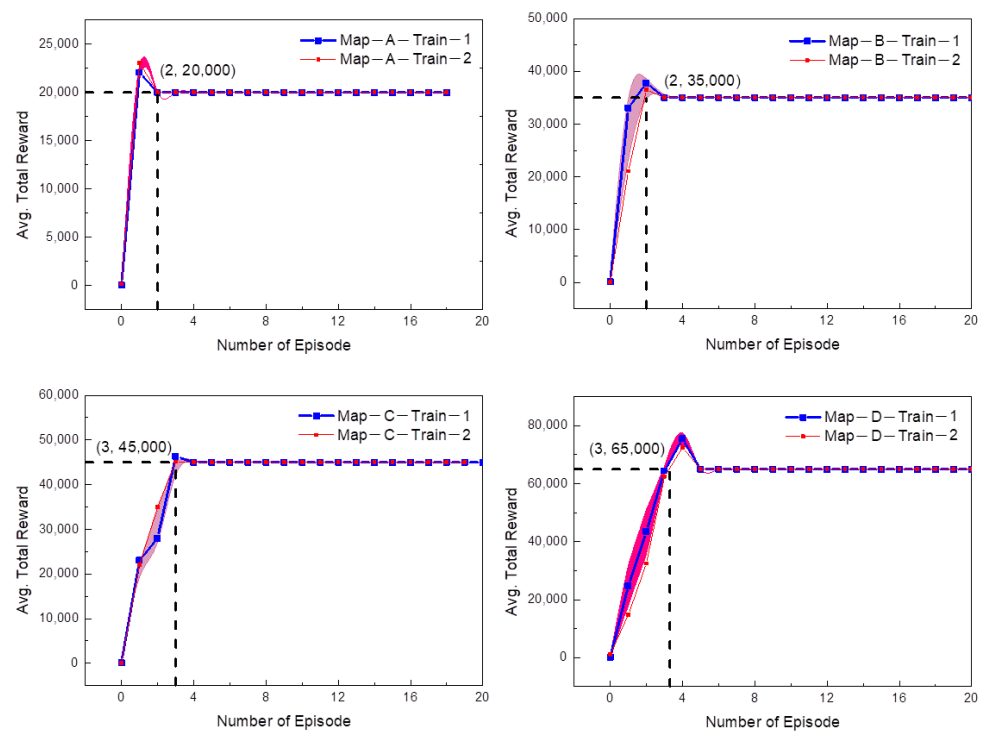 Map－A－Train－1
Map－A－Train－2
(2, 20,000)
25,000
20,000
15,000
10,000
5,000
0
Avg. Total Reward
0 4 8 12 16 20
Number of Episode
Map－B－Train－1
Map－B－Train－2
(2, 35,000)
50,000
40,000
30,000
20,000
10,000
0
Avg. Total Reward
0 4 8 12 16 20
Number of Episode
Map－C－Train－1
Map－C－Train－2
(3, 45,000)
60,000
50,000
40,000
30,000
20,000
10,000
0
Avg. Total Reward
0 4 8 12 16 20
Number of Episode
Map－D－Train－1
Map－D－Train－2
(3, 65,000)
80,000
60,000
40,000
20,000
0
Avg. Total Reward
0 4 8 12 16 20
Number of Episode